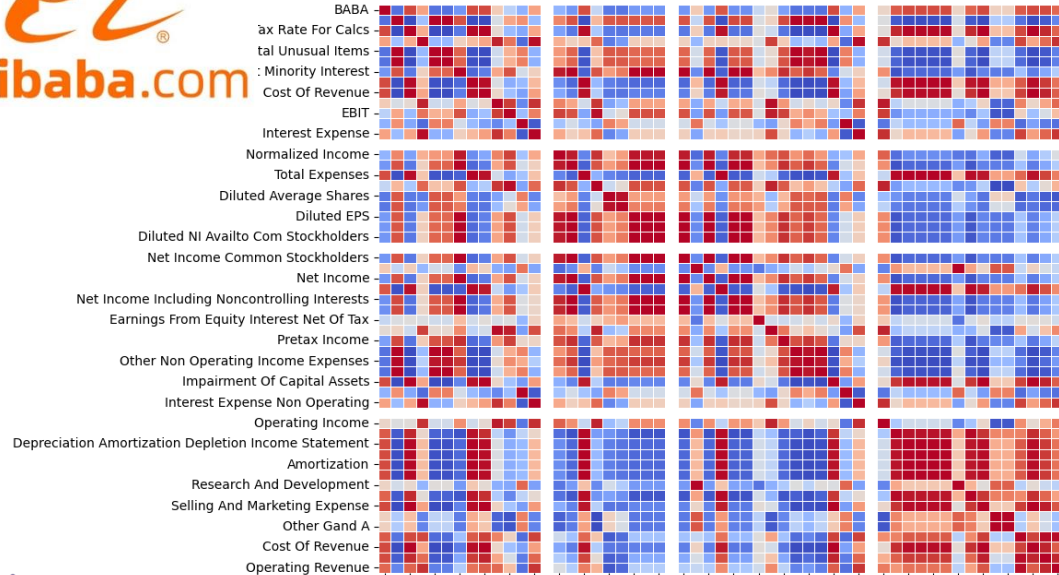 ibaba.com
®
BABA
Tax Rate For Calcs
tal Unusual Items
: Minority Interest
Cost Of Revenue
EBIT
Interest Expense
Normalized Income
Total Expenses
Diluted Average Shares
Diluted EPS
Diluted NI Availto Com Stockholders
Net Income Common Stockholders
Net Income
Net Income Including Noncontrolling Interests
Earnings From Equity Interest Net Of Tax
Pretax Income
Other Non Operating Income Expenses
Impairment Of Capital Assets
Interest Expense Non Operating
Operating Income
Depreciation Amortization Depletion Income Statement
Amortization
Research And Development
Selling And Marketing Expense
Other Gand A
Cost Of Revenue
Operating Revenue